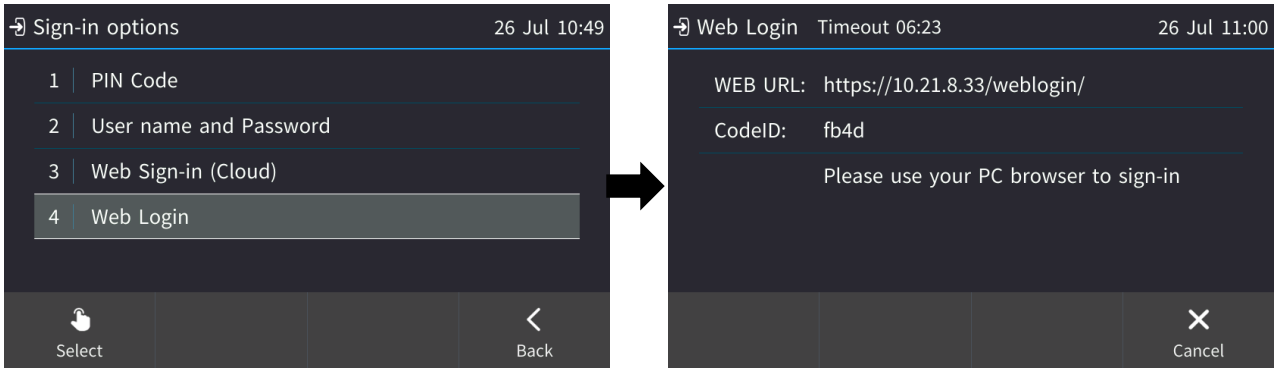 Sign-in options 26 Jul 10:49
1 PIN Code
2 User name and Password
3 Web Sign-in (Cloud)
4 Web Login
Select Back
Web Login Timeout 06:23 26 Jul 11:00
WEB URL: https://10.21.8.33/weblogin/
CodeID: fb4d
Please use your PC browser to sign-in
Cancel